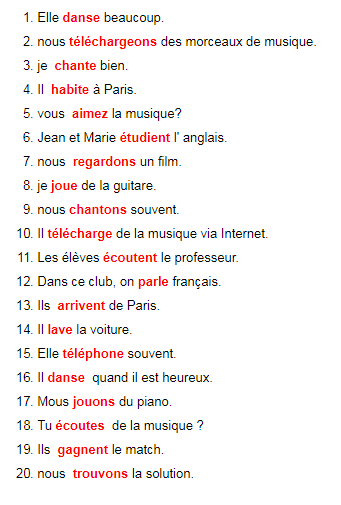 1. Elle danse beaucoup.
2. nous téléchargeons des morceaux de musique.
3. je chante bien.
4. Il habite à Paris.
5. vous aimez la musique?
6. Jean et Marie étudient l' anglais.
7. nous regardons un film.
8. je joue de la guitare.
9. nous chantons souvent.
10. Il télécharge de la musique via Internet.
11. Les élèves écoutent le professeur.
12. Dans ce club, on parle français.
13. Ils arrivent de Paris.
14. Il lave la voiture.
15. Elle téléphone souvent.
16. Il danse quand il est heureux.
17. Mous jouons du piano.
18. Tu écoutes de la musique ?
19. Ils gagnent le match.
20. nous trouvons la solution.